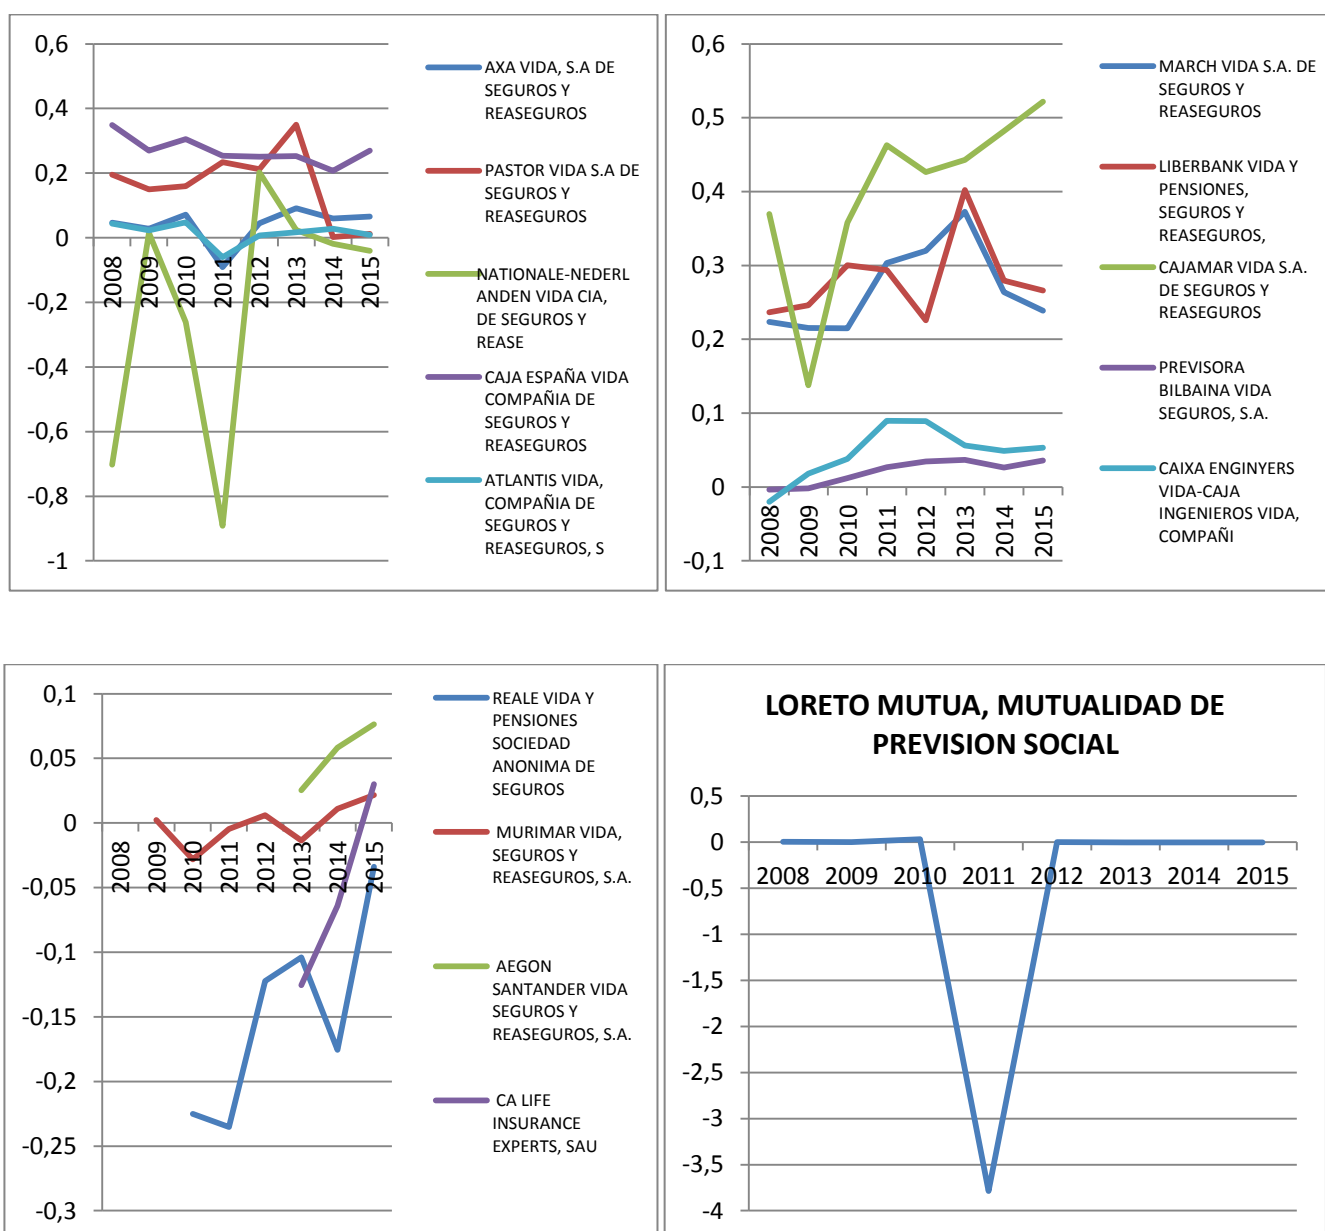 0,6
0,4
0,2
0
-0,2
-0,4
-0,6
-0,8
-1
2008
2009
2010
2011
2012
2013
2014
2015
AXA VIDA, S.A DE
SEGUROS Y
REASEGUROS
PASTOR VIDA S.A DE
SEGUROS Y
REASEGUROS
NATIONALE-NEDERL
ANDEN VIDA CIA,
DE SEGUROS Y
REASE
CAJA ESPAÑA VIDA
COMPAÑIA DE
SEGUROS Y
REASEGUROS
ATLANTIS VIDA,
COMPAÑIA DE
SEGUROS Y
REASEGUROS, S
0,6
0,5
0,4
0,3
0,2
0,1
0
-0,1
2008
2009
2010
2011
2012
2013
2014
2015
MARCH VIDA S.A. DE
SEGUROS Y
REASEGUROS
LIBERBANK VIDA Y
PENSIONES,
SEGUROS Y
REASEGUROS,
CAJAMAR VIDA S.A.
DE SEGUROS Y
REASEGUROS
PREVISORA
BILBAINA VIDA
SEGUROS, S.A.
CAIXA ENGINYERS
VIDA-CAJA
INGENIEROS VIDA,
COMPAÑI
0,1
0,05
0
-0,05
-0,1
-0,15
-0,2
-0,25
-0,3
2008
2009
2010
2011
2012
2013
2014
2015
REALE VIDA Y
PENSIONES
SOCIEDAD
ANONIMA DE
SEGUROS
MURIMAR VIDA,
SEGUROS Y
REASEGUROS, S.A.
AEGON
SANTANDER VIDA
SEGUROS Y
REASEGUROS, S.A.
CA LIFE
INSURANCE
EXPERTS, SAU
LORETO MUTUA, MUTUALIDAD DE
PREVISION SOCIAL
0,5
0
-0,5
-1
-1,5
-2
-2,5
-3
-3,5
-4
2008 2009 2010 2011 2012 2013 2014 2015